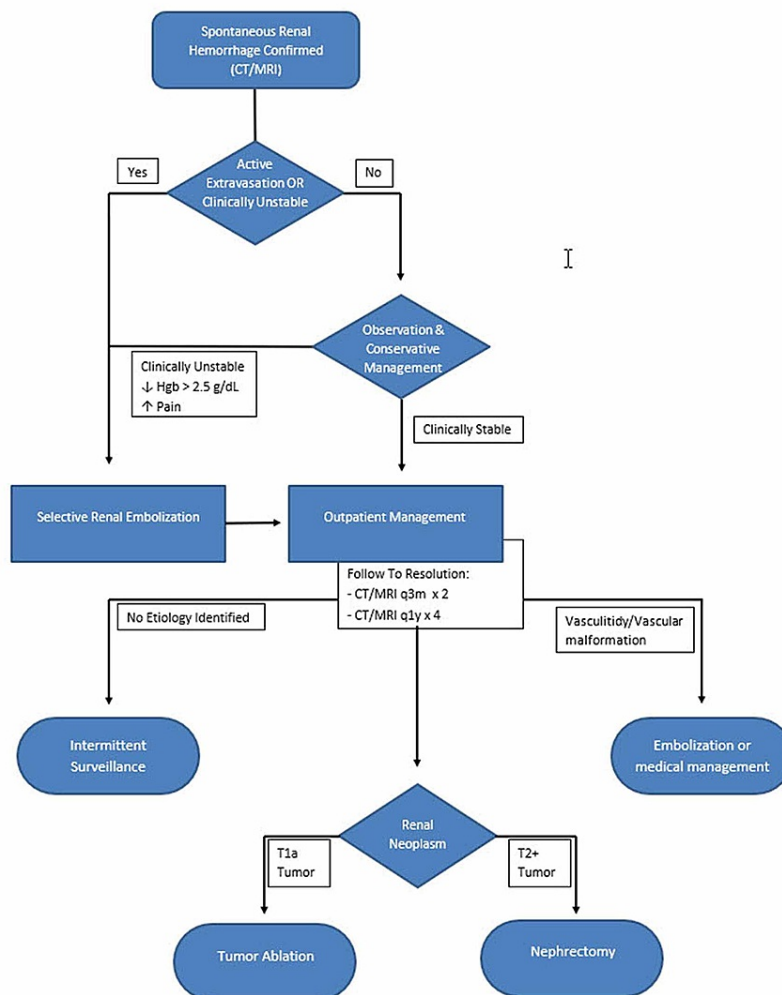 Spontaneous Renal
Hemorrhage Confirmed
(CT/MRI)
Yes
Active
Extravasation OR
Clinically Unstable
No
Observation &
Conservative
Management
Clinically Unstable
↓ Hgb > 2.5 g/dL
↑ Pain
Clinically Stable
Selective Renal Embolization
Outpatient Management
Follow To Resolution:
- CT/MRI q3m x 2
- CT/MRI q1y x 4
No Etiology Identified
Vasculitidy/Vascular
malformation
Intermittent
Surveillance
Embolization or
medical management
Renal
Neoplasm
T1a
Tumor
T2+
Tumor
Tumor Ablation
Nephrectomy